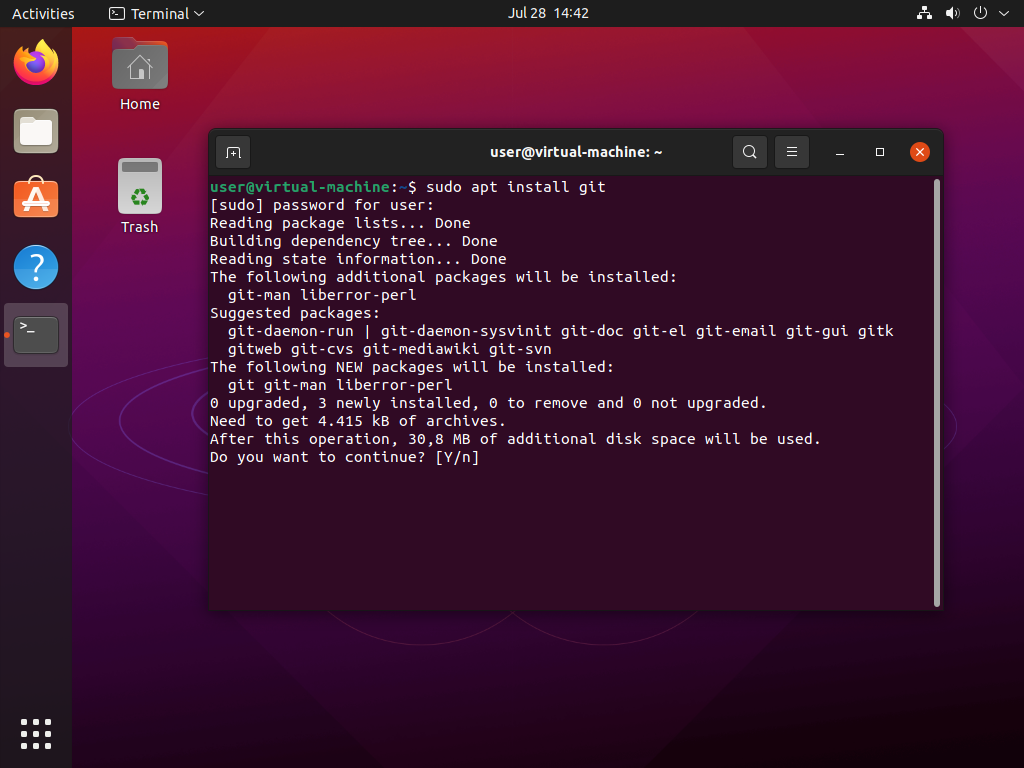 Activities
Terminal
Jul 28 14:42
Home
Trash
user@virtual-machine: ~
user@virtual-machine:~$ sudo apt install git
[sudo] password for user:
Reading package lists... Done
Building dependency tree... Done
Reading state information... Done
The following additional packages will be installed:
  git-man liberror-perl
Suggested packages:
  git-daemon-run | git-daemon-sysvinit git-doc git-el git-email git-gui gitk
  gitweb git-cvs git-mediawiki git-svn
The following NEW packages will be installed:
  git git-man liberror-perl
0 upgraded, 3 newly installed, 0 to remove and 0 not upgraded.
Need to get 4.415 kB of archives.
After this operation, 30,8 MB of additional disk space will be used.
Do you want to continue? [Y/n]